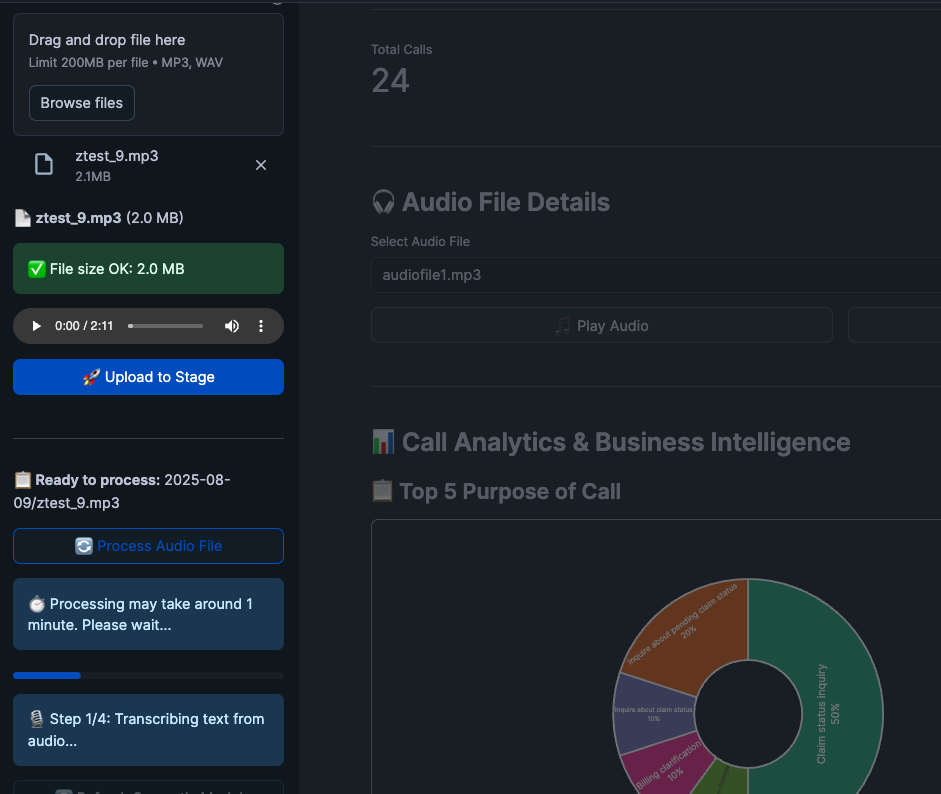 Drag and drop file here
Limit 200MB per file • MP3, WAV
Browse files
ztest_9.mp3
2.1MB
ztest_9.mp3 (2.0 MB)
File size OK: 2.0 MB
0:00 / 2:11
Upload to Stage
Ready to process: 2025-08-
09/ztest_9.mp3
Process Audio File
Processing may take around 1
minute. Please wait...
Step 1/4: Transcribing text from
audio...
Total Calls
24
Audio File Details
Select Audio File
audiofile1.mp3
Play Audio
Call Analytics & Business Intelligence
Top 5 Purpose of Call
Inquire about pending claim status
20%
Inquire about claim status
10%
Billing clarification
10%
Claim status inquiry
50%